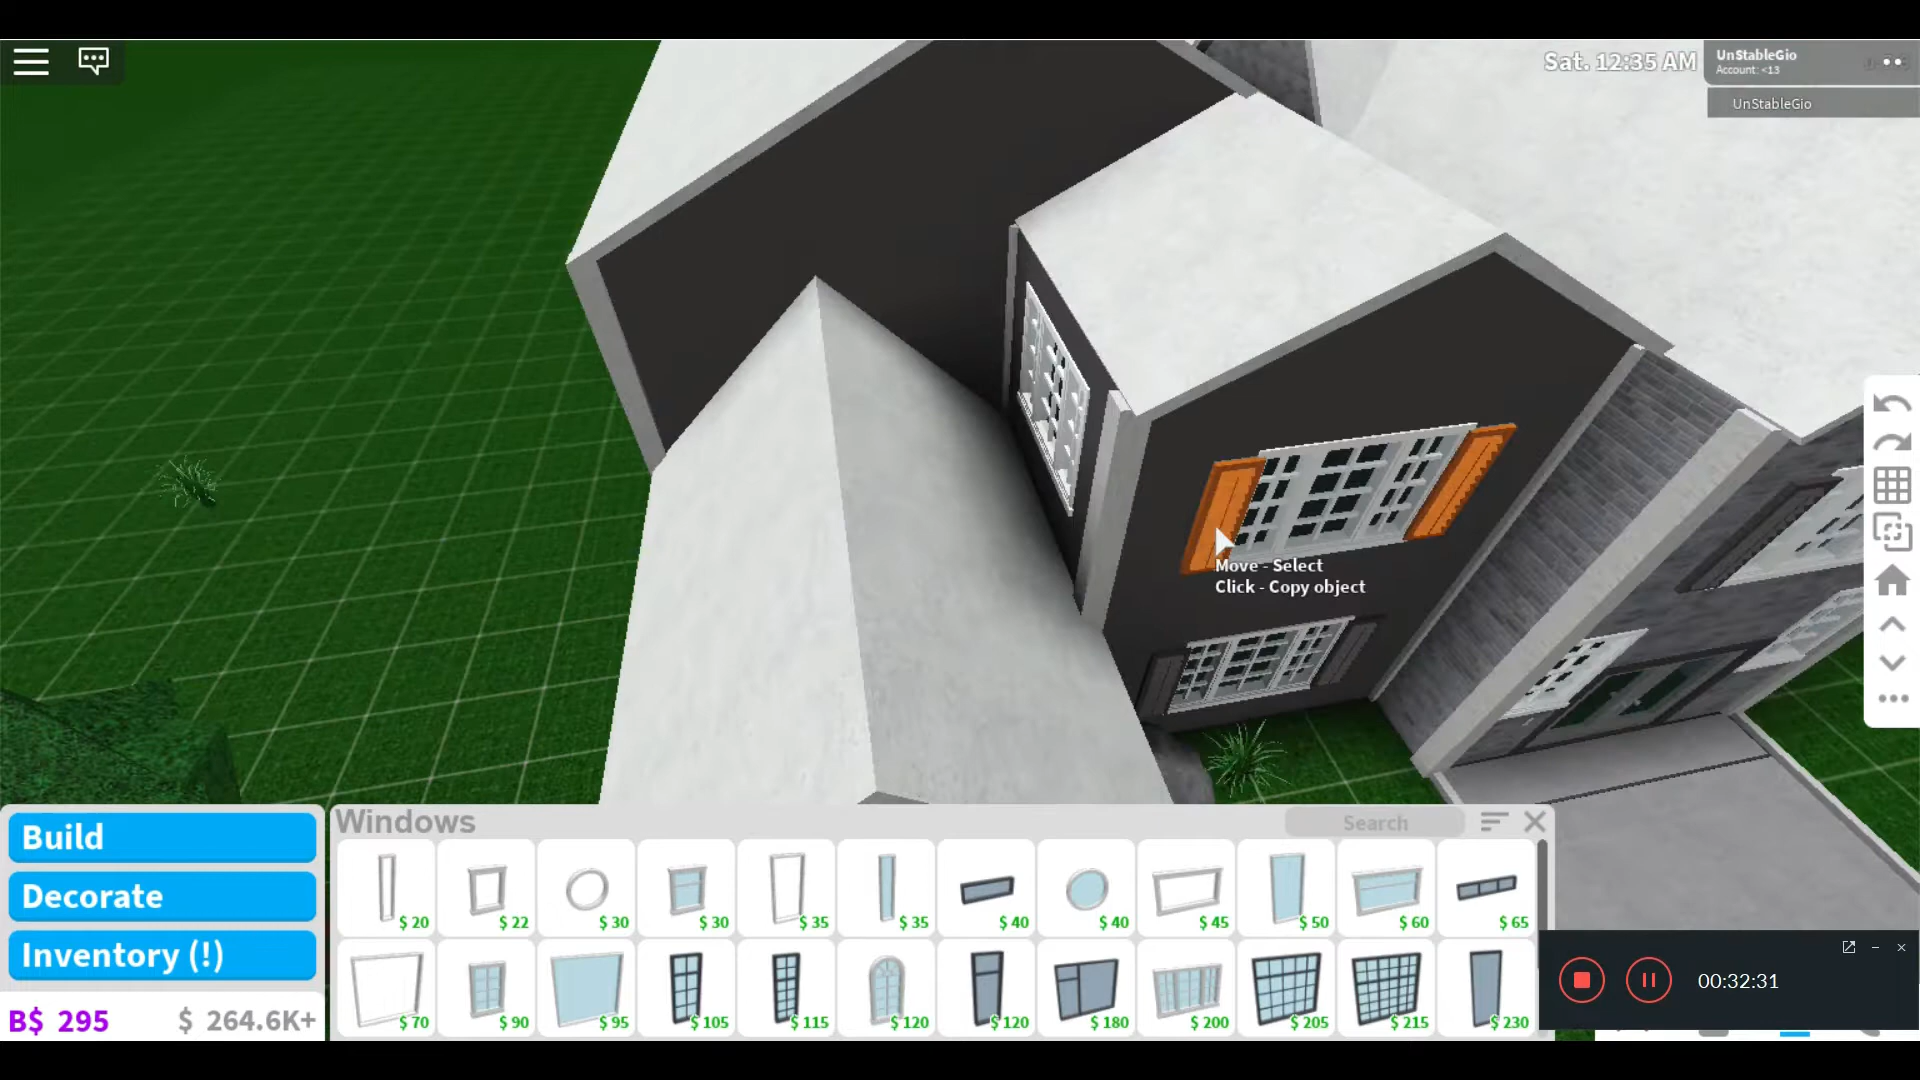 Sat. 12:35 AM
UnStableGio
Account: <13
UnStableGio
Move - Select
Click - Copy object
Build
Decorate
Inventory (!)
B$ 295
$ 264.6K+
Windows
Search
$ 20
$ 22
$ 30
$ 30
$ 35
$ 35
$ 40
$ 40
$ 45
$ 50
$ 60
$ 65
$ 70
$ 90
$ 95
$ 105
$ 115
$ 120
$ 120
$ 180
$ 200
$ 205
$ 215
$ 230
00:32:31